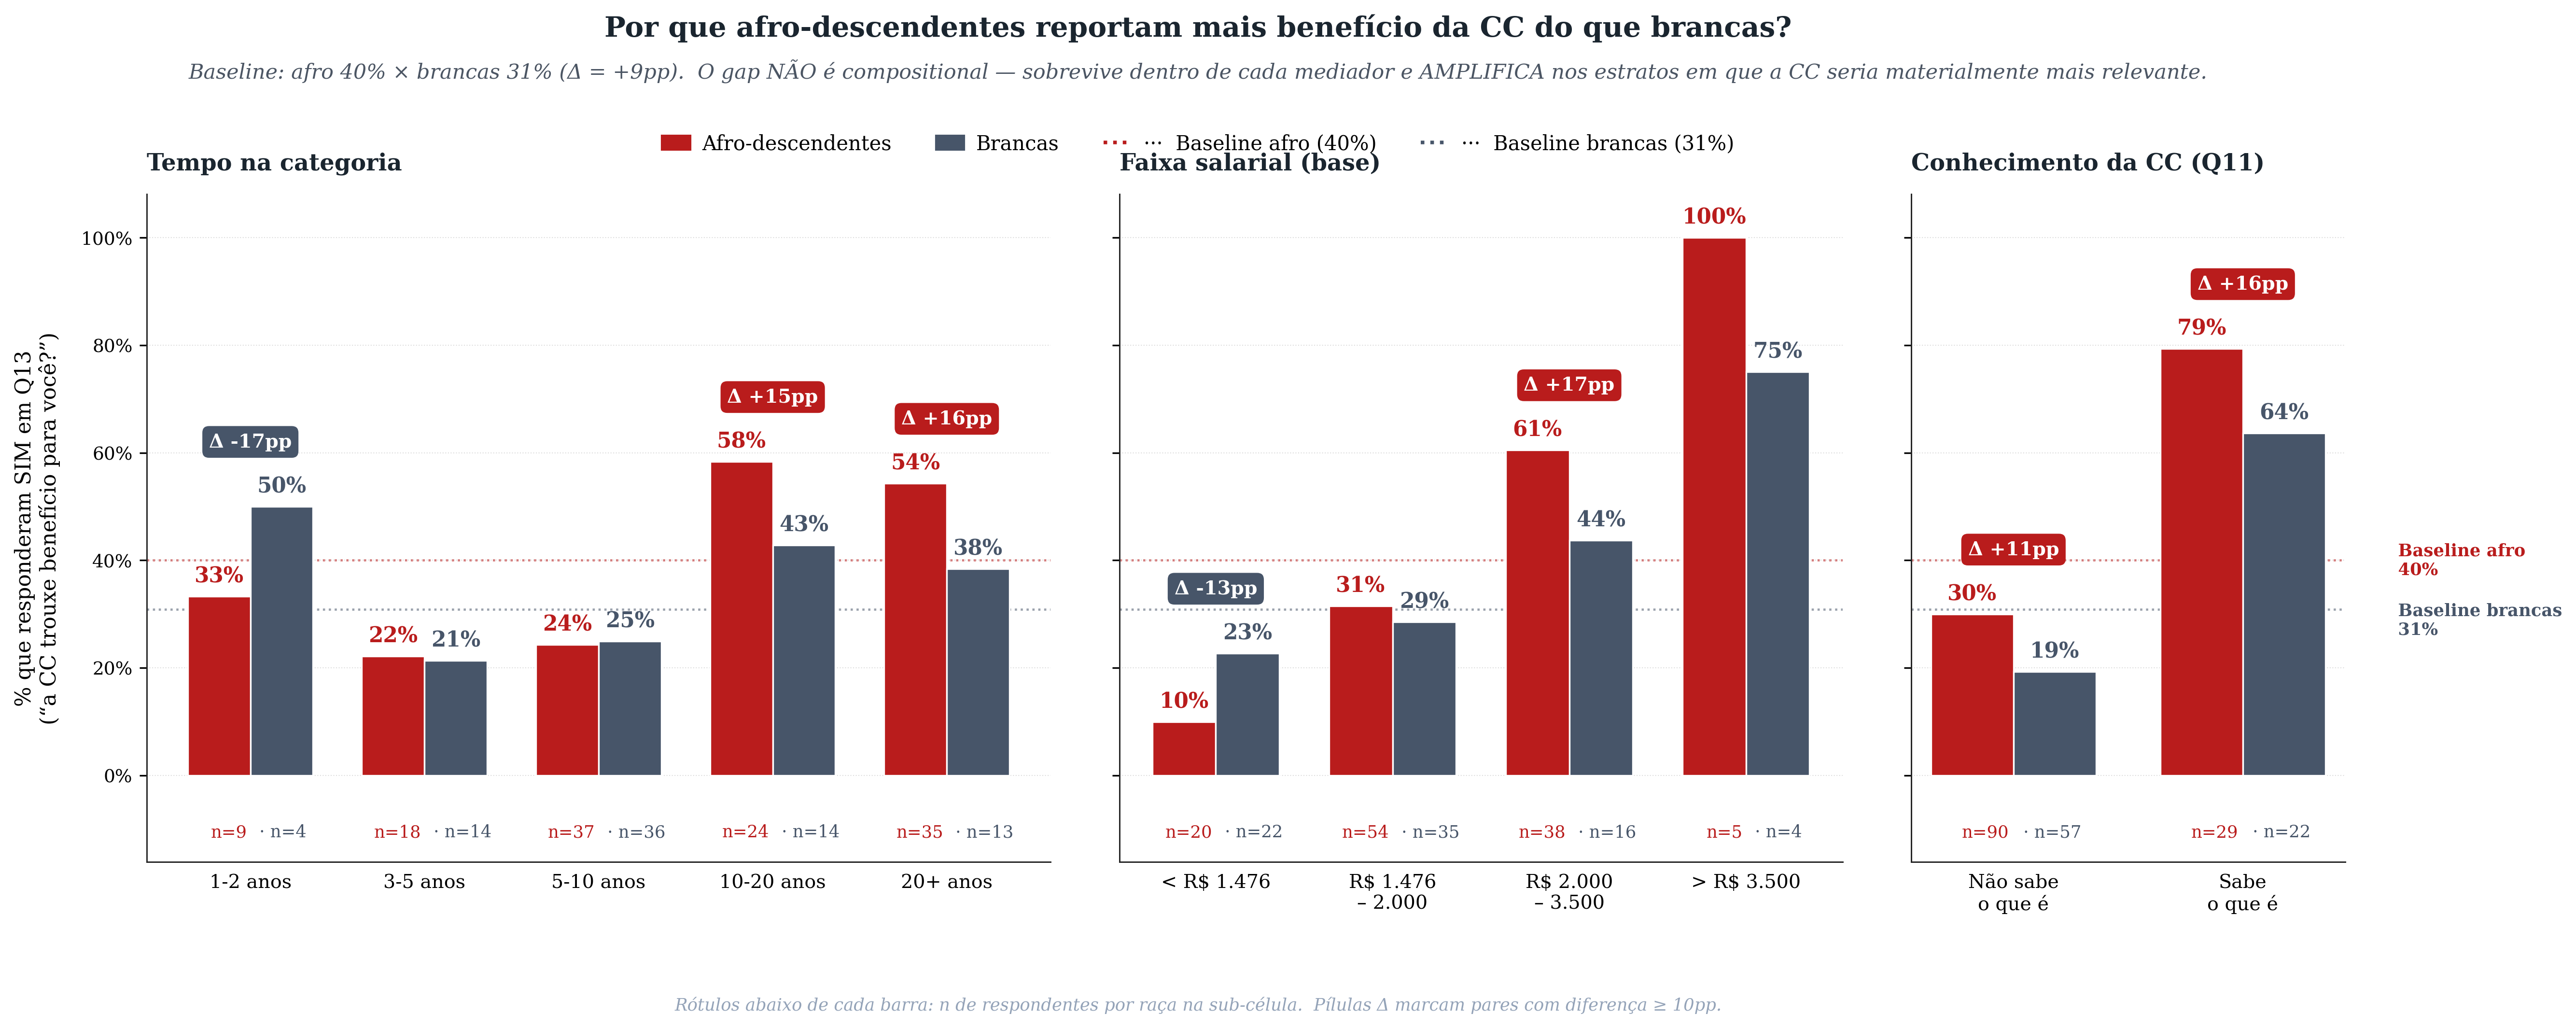 Por que afro-descendentes reportam mais benefício da CC do que brancas?
Baseline: afro 40% × brancas 31% (Δ = +9pp). O gap NÃO é compositional — sobrevive dentro de cada mediador e AMPLIFICA nos estratos em que a CC seria materialmente mais relevante.
Afro-descendentes
Brancas
··· Baseline afro (40%)
··· Baseline brancas (31%)
Tempo na categoria
% que responderam SIM em Q13
(“a CC trouxe benefício para você?”)
100%
80%
60%
40%
20%
0%
Δ -17pp
33%
50%
22%
21%
24%
25%
Δ +15pp
58%
43%
Δ +16pp
54%
38%
n=9 · n=4
n=18 · n=14
n=37 · n=36
n=24 · n=14
n=35 · n=13
1-2 anos
3-5 anos
5-10 anos
10-20 anos
20+ anos
Faixa salarial (base)
Δ -13pp
10%
23%
31%
29%
Δ +17pp
61%
44%
100%
75%
n=20 · n=22
n=54 · n=35
n=38 · n=16
n=5 · n=4
< R$ 1.476
R$ 1.476
– 2.000
R$ 2.000
– 3.500
> R$ 3.500
Conhecimento da CC (Q11)
Δ +11pp
30%
19%
Δ +16pp
79%
64%
n=90 · n=57
n=29 · n=22
Não sabe
o que é
Sabe
o que é
Baseline afro
40%
Baseline brancas
31%
Rótulos abaixo de cada barra: n de respondentes por raça na sub-célula. Pílulas Δ marcam pares com diferença ≥ 10pp.